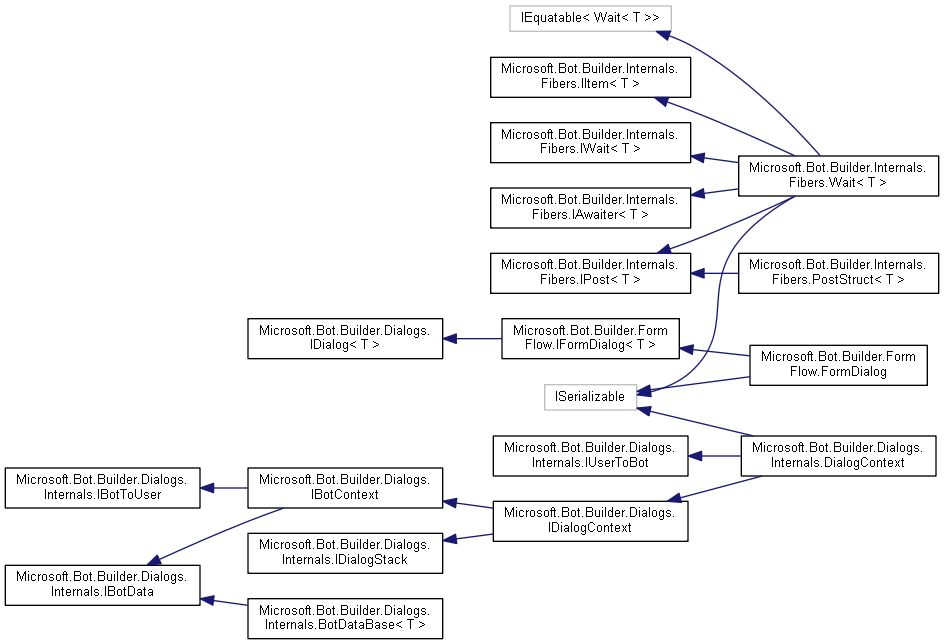 IEquatable< Wait< T >>
Microsoft.Bot.Builder.Internals.
Fibers.IItem< T >
Microsoft.Bot.Builder.Internals.
Fibers.IWait< T >
Microsoft.Bot.Builder.Internals.
Fibers.Wait< T >
Microsoft.Bot.Builder.Internals.
Fibers.IAwaiter< T >
Microsoft.Bot.Builder.Internals.
Fibers.IPost< T >
Microsoft.Bot.Builder.Internals.
Fibers.PostStruct< T >
Microsoft.Bot.Builder.Dialogs.
IDialog< T >
Microsoft.Bot.Builder.Form
Flow.IFormDialog< T >
Microsoft.Bot.Builder.Form
Flow.FormDialog
ISerializable
Microsoft.Bot.Builder.Dialogs.
Internals.IUserToBot
Microsoft.Bot.Builder.Dialogs.
Internals.DialogContext
Microsoft.Bot.Builder.Dialogs.
Internals.IBotToUser
Microsoft.Bot.Builder.Dialogs.
IBotContext
Microsoft.Bot.Builder.Dialogs.
IDialogContext
Microsoft.Bot.Builder.Dialogs.
Internals.IDialogStack
Microsoft.Bot.Builder.Dialogs.
Internals.IBotData
Microsoft.Bot.Builder.Dialogs.
Internals.BotDataBase< T >